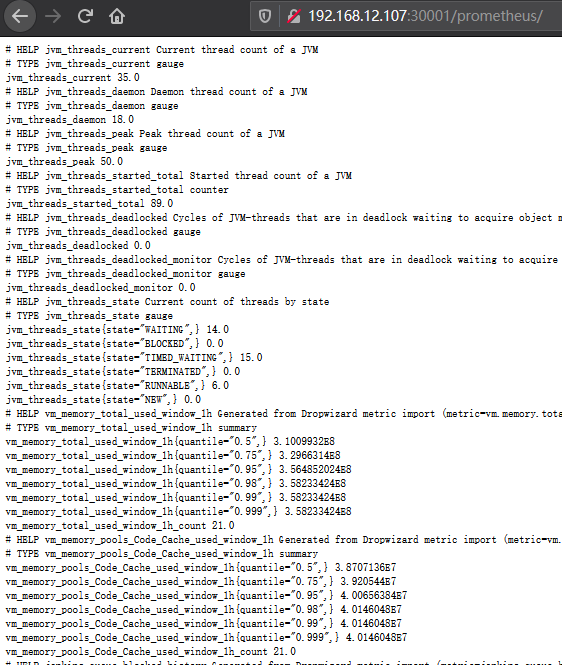 192.168.12.107:30001/prometheus/
# HELP jvm_threads_current Current thread count of a JVM
# TYPE jvm_threads_current gauge
jvm_threads_current 35.0
# HELP jvm_threads_daemon Daemon thread count of a JVM
# TYPE jvm_threads_daemon gauge
jvm_threads_daemon 18.0
# HELP jvm_threads_peak Peak thread count of a JVM
# TYPE jvm_threads_peak gauge
jvm_threads_peak 50.0
# HELP jvm_threads_started_total Started thread count of a JVM
# TYPE jvm_threads_started_total counter
jvm_threads_started_total 89.0
# HELP jvm_threads_deadlocked Cycles of JVM-threads that are in deadlock waiting to acquire object m
# TYPE jvm_threads_deadlocked gauge
jvm_threads_deadlocked 0.0
# HELP jvm_threads_deadlocked_monitor Cycles of JVM-threads that are in deadlock waiting to acquire
# TYPE jvm_threads_deadlocked_monitor gauge
jvm_threads_deadlocked_monitor 0.0
# HELP jvm_threads_state Current count of threads by state
# TYPE jvm_threads_state gauge
jvm_threads_state{state="WAITING",} 14.0
jvm_threads_state{state="BLOCKED",} 0.0
jvm_threads_state{state="TIMED_WAITING",} 15.0
jvm_threads_state{state="TERMINATED",} 0.0
jvm_threads_state{state="RUNNABLE",} 6.0
jvm_threads_state{state="NEW",} 0.0
# HELP vm_memory_total_used_window_1h Generated from Dropwizard metric import (metric=vm.memory.tota
# TYPE vm_memory_total_used_window_1h summary
vm_memory_total_used_window_1h{quantile="0.5",} 3.1009932E8
vm_memory_total_used_window_1h{quantile="0.75",} 3.2966314E8
vm_memory_total_used_window_1h{quantile="0.95",} 3.564852024E8
vm_memory_total_used_window_1h{quantile="0.98",} 3.58233424E8
vm_memory_total_used_window_1h{quantile="0.99",} 3.58233424E8
vm_memory_total_used_window_1h{quantile="0.999",} 3.58233424E8
vm_memory_total_used_window_1h_count 21.0
# HELP vm_memory_pools_Code_Cache_used_window_1h Generated from Dropwizard metric import (metric=vm.
# TYPE vm_memory_pools_Code_Cache_used_window_1h summary
vm_memory_pools_Code_Cache_used_window_1h{quantile="0.5",} 3.8707136E7
vm_memory_pools_Code_Cache_used_window_1h{quantile="0.75",} 3.920544E7
vm_memory_pools_Code_Cache_used_window_1h{quantile="0.95",} 4.00656384E7
vm_memory_pools_Code_Cache_used_window_1h{quantile="0.98",} 4.0146048E7
vm_memory_pools_Code_Cache_used_window_1h{quantile="0.99",} 4.0146048E7
vm_memory_pools_Code_Cache_used_window_1h{quantile="0.999",} 4.0146048E7
vm_memory_pools_Code_Cache_used_window_1h_count 21.0